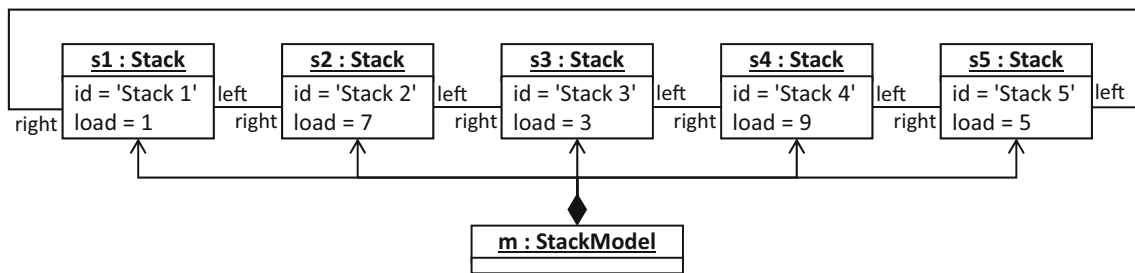 s1 : Stack
id = 'Stack 1'
load = 1
right
left
s2 : Stack
id = 'Stack 2'
load = 7
right
left
s3 : Stack
id = 'Stack 3'
load = 3
right
left
s4 : Stack
id = 'Stack 4'
load = 9
right
left
s5 : Stack
id = 'Stack 5'
load = 5
right
left
m : StackModel